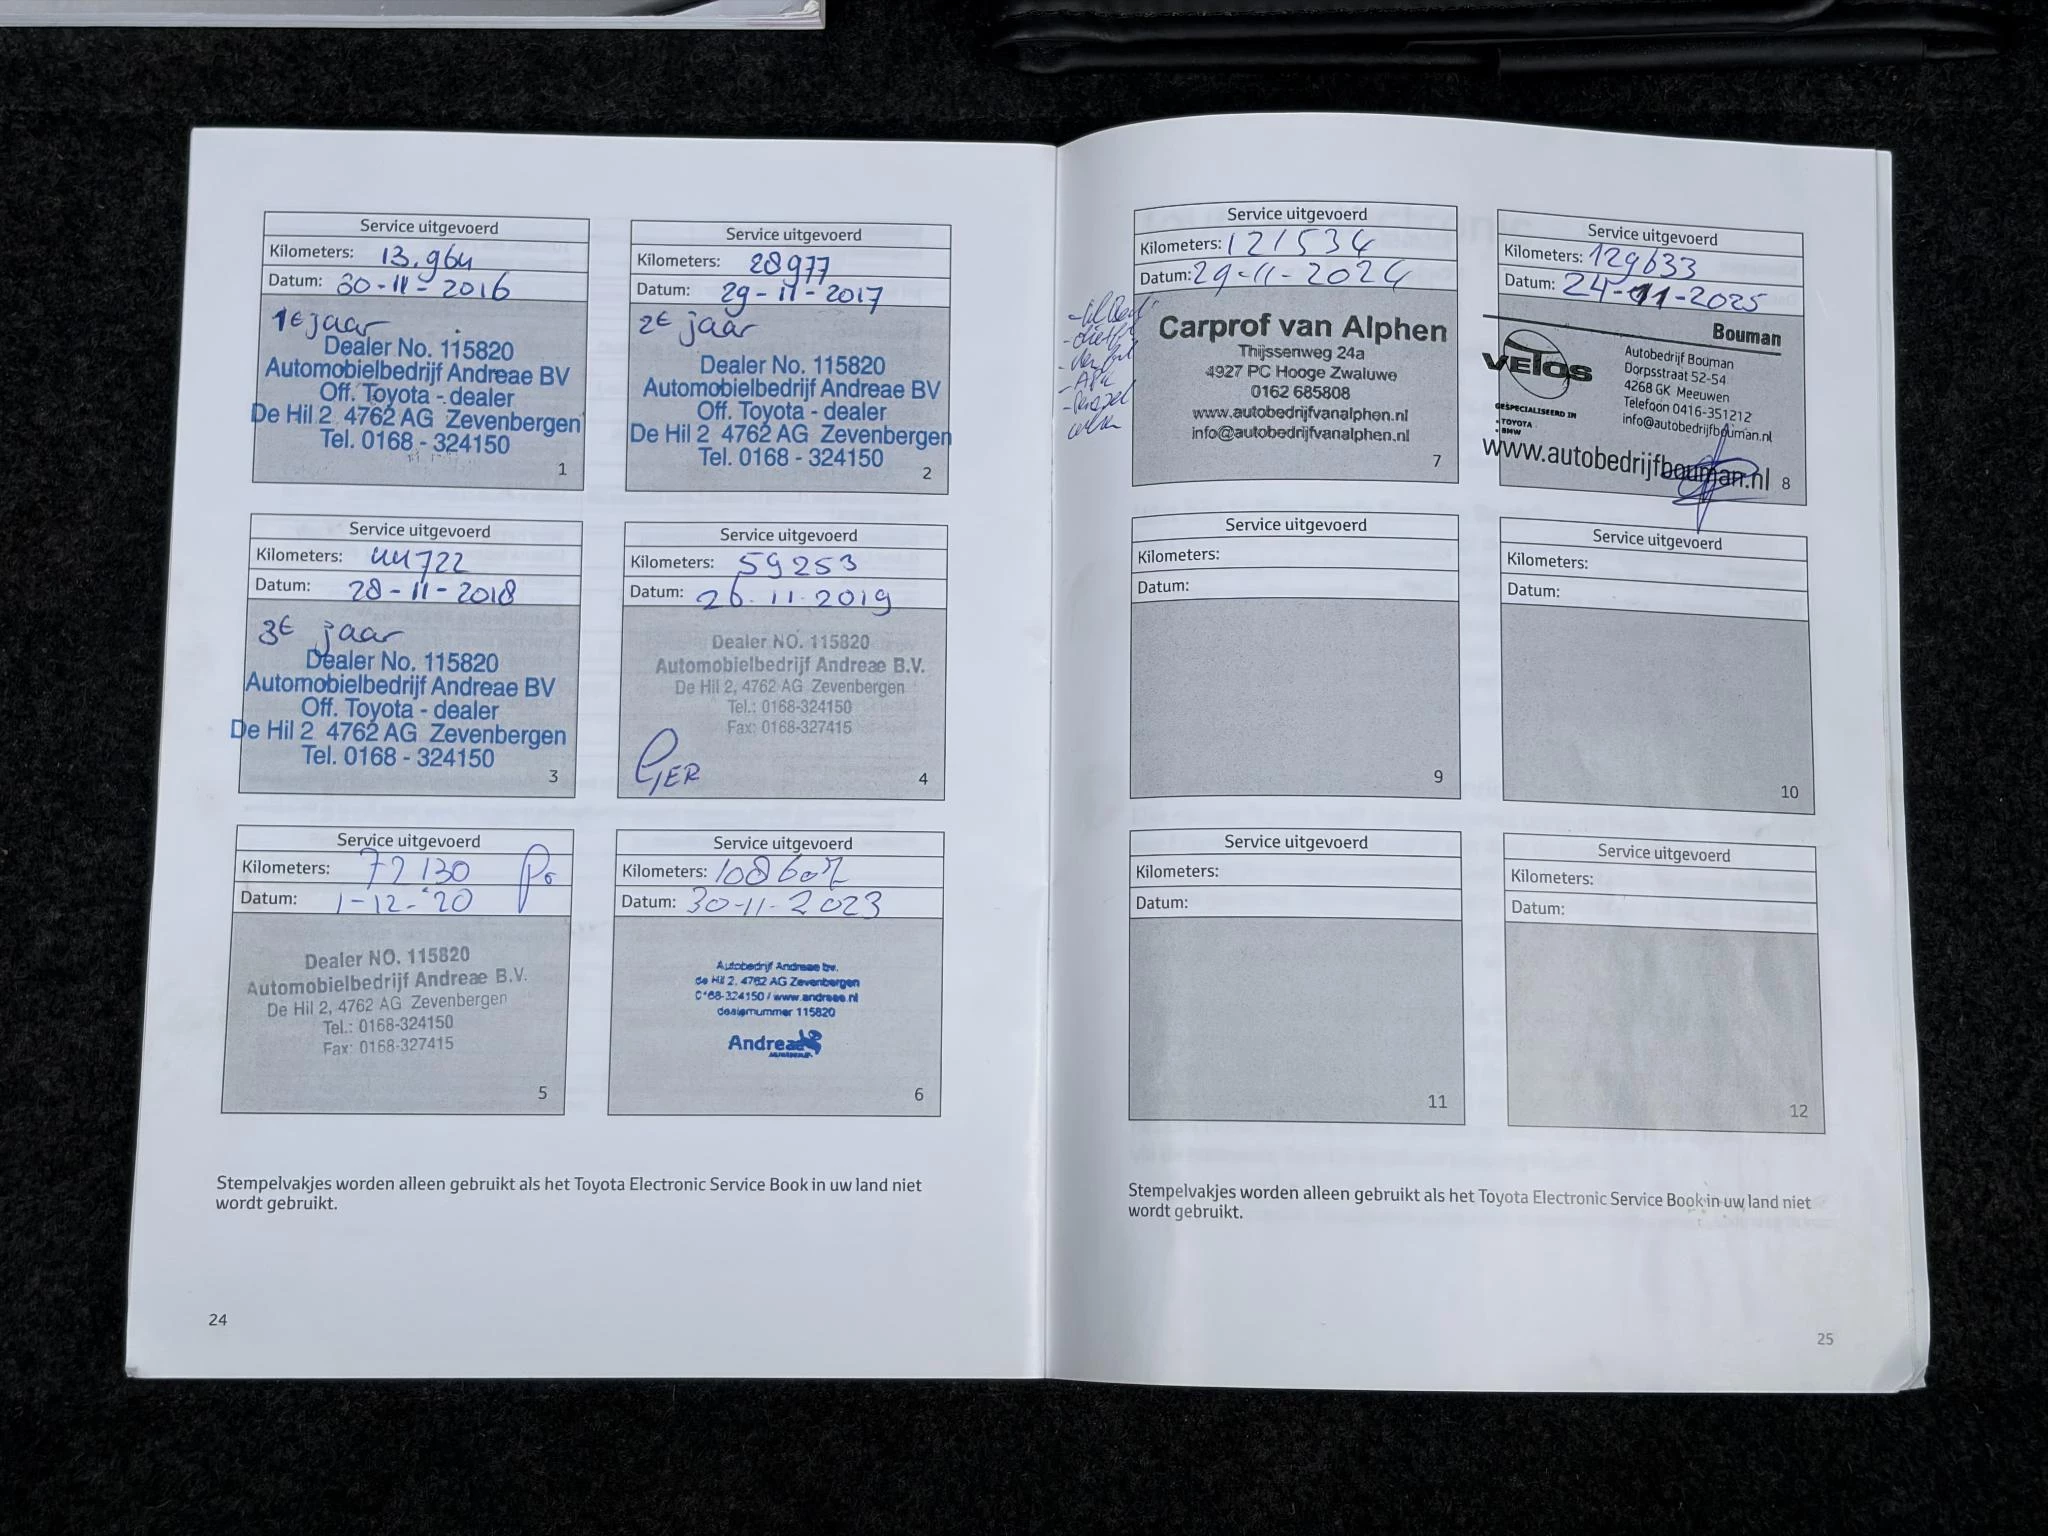 Service uitgevoerd
Kilometers: 13.964
Datum: 30-11-2016
1e jaar
Dealer No. 115820
Automobielbedrijf Andreae BV
Off. Toyota - dealer
De Hil 2 4762 AG Zevenbergen
Tel. 0168 - 324150
1
Service uitgevoerd
Kilometers: 28977
Datum: 29-11-2017
2e jaar
Dealer No. 115820
Automobielbedrijf Andreae BV
Off. Toyota - dealer
De Hil 2 4762 AG Zevenbergen
Tel. 0168 - 324150
2
Service uitgevoerd
Kilometers: 44722
Datum: 28-11-2018
3e jaar
Dealer No. 115820
Automobielbedrijf Andreae BV
Off. Toyota - dealer
De Hil 2 4762 AG Zevenbergen
Tel. 0168 - 324150
3
Service uitgevoerd
Kilometers: 59253
Datum: 26.11.2019
Dealer NO. 115820
Automobielbedrijf Andreae B.V.
De Hil 2, 4762 AG Zevenbergen
Tel.: 0168-324150
Fax: 0168-327415
4
Service uitgevoerd
Kilometers: 72130
Datum: 1-12-'20
Dealer NO. 115820
Automobielbedrijf Andreae B.V.
De Hil 2, 4762 AG Zevenbergen
Tel.: 0168-324150
Fax: 0168-327415
5
Service uitgevoerd
Kilometers:
Datum: 30-11-2023
Autobedrijf Andreae bv.
de Hil 2, 4762 AG Zevenbergen
0168-324150 / www.andreae.nl
dealernummer 115820
Andreae
6
Stempelvakjes worden alleen gebruikt als het Toyota Electronic Service Book in uw land niet
wordt gebruikt.
24
Service uitgevoerd
Kilometers: 121534
Datum: 29-11-2024
Carprof van Alphen
Thijssenweg 24a
4927 PC Hooge Zwaluwe
0162 685808
www.autobedrijfvanalphen.nl
info@autobedrijfvanalphen.nl
7
Service uitgevoerd
Kilometers: 129633
Datum: 24-11-2025
Bouman
VETOS
Autobedrijf Bouman
Dorpsstraat 52-54
4268 GK Meeuwen
Telefoon 0416-351212
info@autobedrijfbouman.nl
GESPECIALISEERD IN
• TOYOTA
• BMW
www.autobedrijfbouman.nl
8
Service uitgevoerd
Kilometers:
Datum:
9
Service uitgevoerd
Kilometers:
Datum:
10
Service uitgevoerd
Kilometers:
Datum:
11
Service uitgevoerd
Kilometers:
Datum:
12
Stempelvakjes worden alleen gebruikt als het Toyota Electronic Service Book in uw land niet
wordt gebruikt.
25